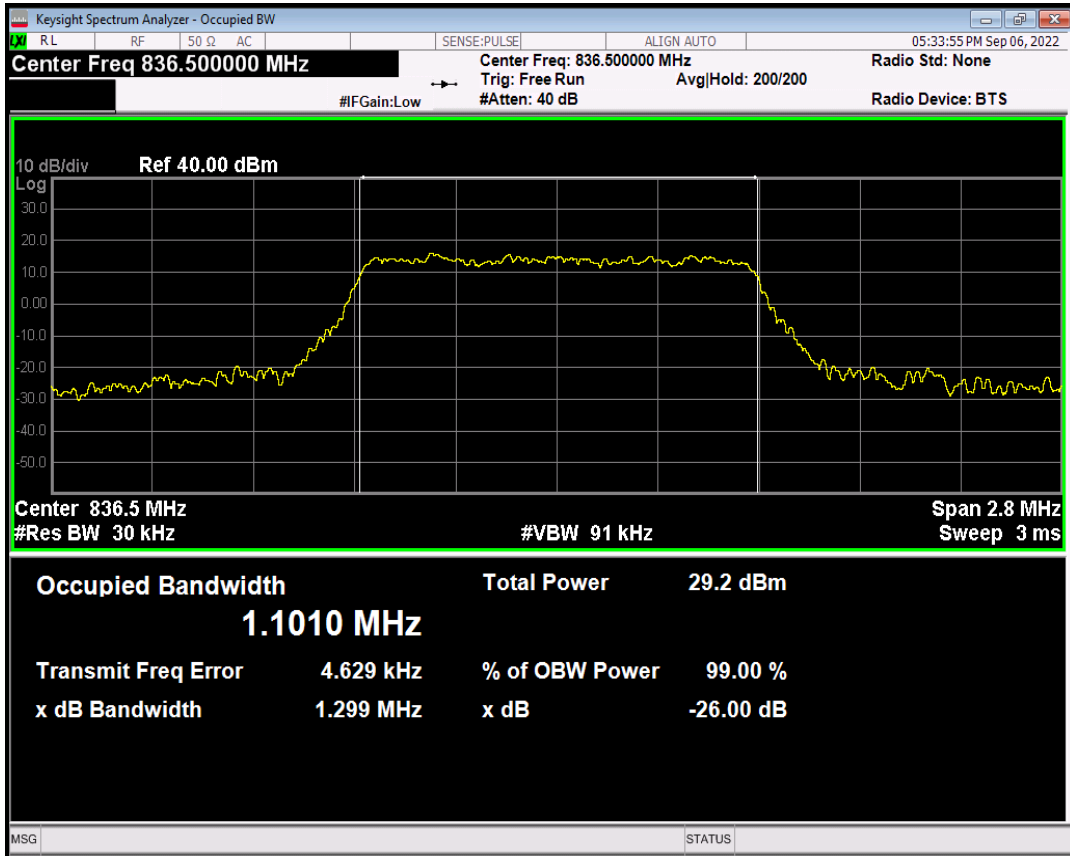 Keysight Spectrum Analyzer - Occupied BW
LXI RL RF 50 Ω AC SENSE:PULSE ALIGN AUTO 05:33:55 PM Sep 06, 2022
Center Freq 836.500000 MHz Center Freq: 836.500000 MHz Radio Std: None
Trig: Free Run Avg|Hold: 200/200
#IFGain:Low #Atten: 40 dB Radio Device: BTS
10 dB/div Ref 40.00 dBm
Log
30.0
20.0
10.0
0.00
-10.0
-20.0
-30.0
-40.0
-50.0
Center 836.5 MHz Span 2.8 MHz
#Res BW 30 kHz #VBW 91 kHz Sweep 3 ms
Occupied Bandwidth Total Power 29.2 dBm
1.1010 MHz
Transmit Freq Error 4.629 kHz % of OBW Power 99.00 %
x dB Bandwidth 1.299 MHz x dB -26.00 dB
MSG STATUS